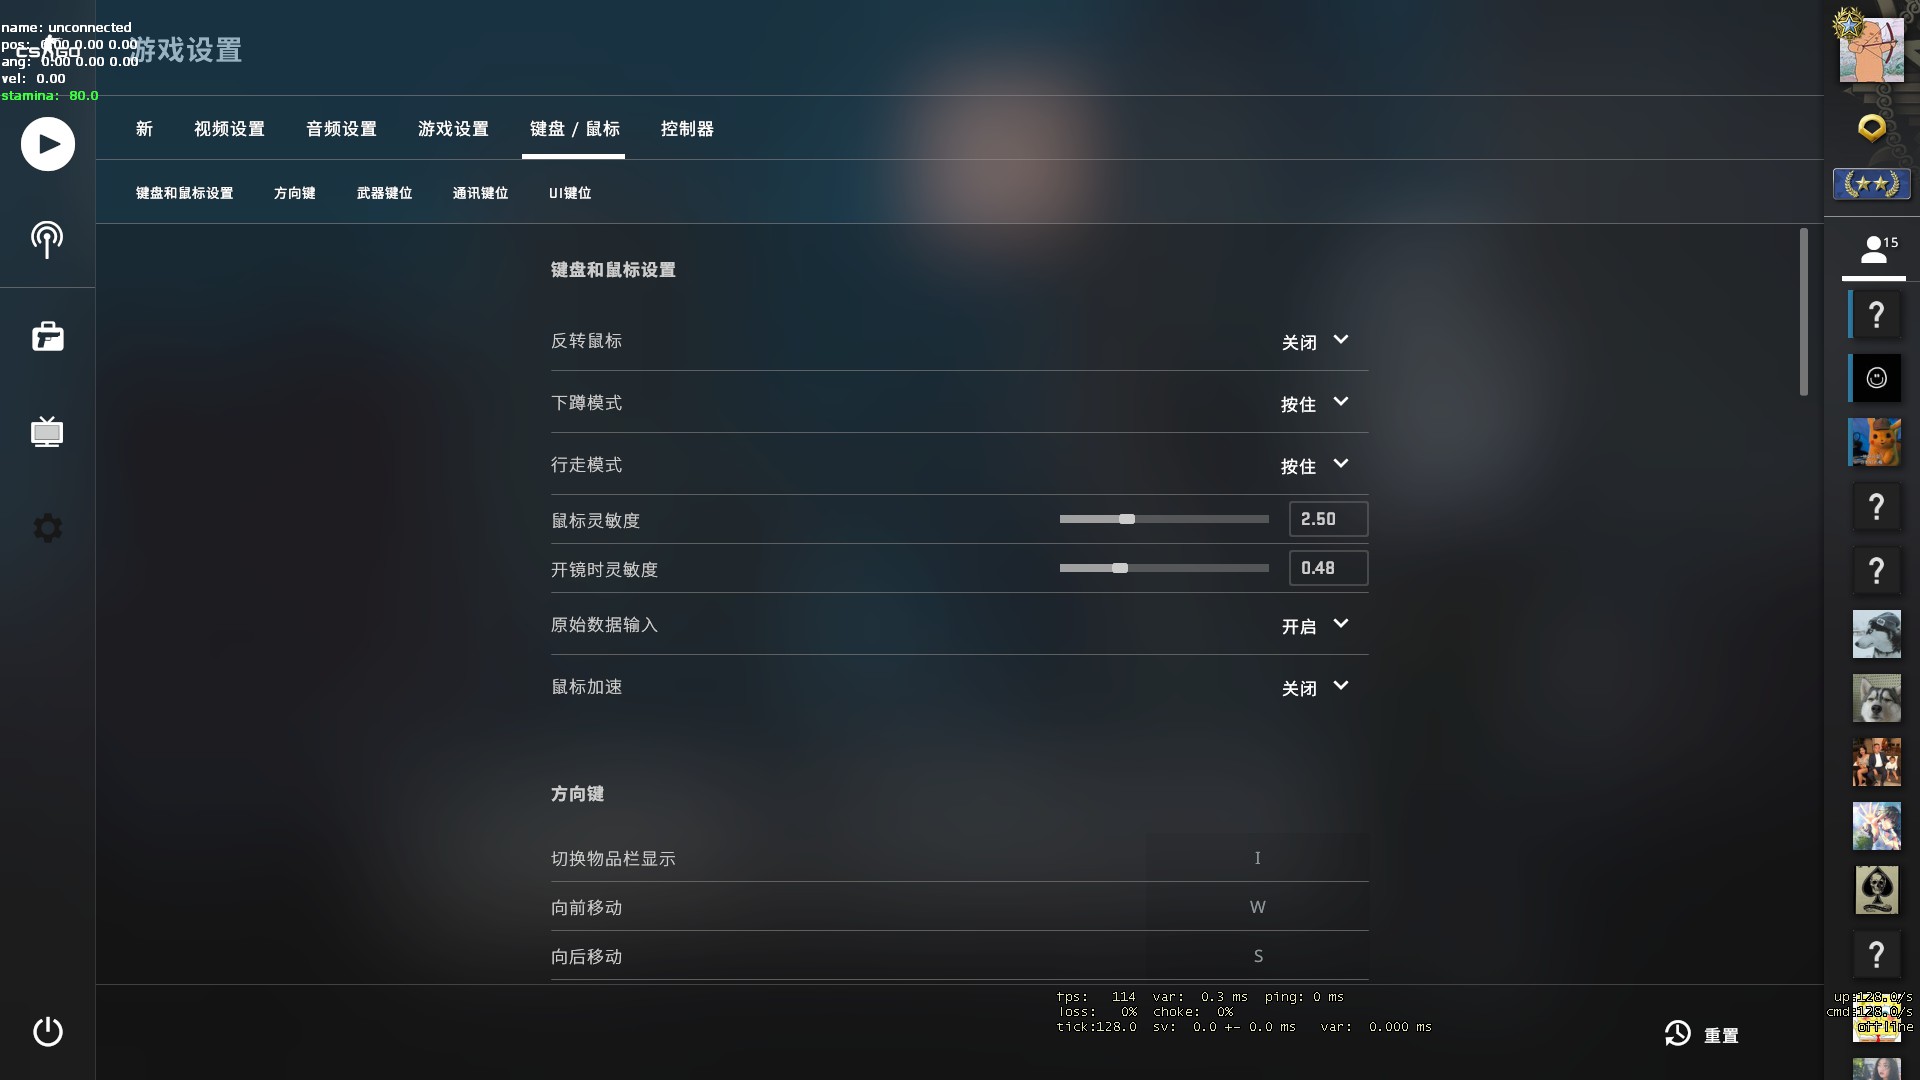 name: unconnected
pos: 0.00 0.00 0.00
ang: 0.00 0.00 0.00
vel: 0.00
stamina: 80.0
CS GO
游戏设置
新 视频设置 音频设置 游戏设置 键盘 / 鼠标 控制器
键盘和鼠标设置 方向键 武器键位 通讯键位 UI键位
15
键盘和鼠标设置
反转鼠标 关闭
下蹲模式 按住
行走模式 按住
鼠标灵敏度 2.50
开镜时灵敏度 0.48
原始数据输入 开启
鼠标加速 关闭
方向键
切换物品栏显示 I
向前移动 W
向后移动 S
fps: 114 var: 0.3 ms ping: 0 ms
loss: 0% choke: 0%
tick:128.0 sv: 0.0 +- 0.0 ms var: 0.000 ms
up:128.0/s
cmd:128.0/s
offline
重置